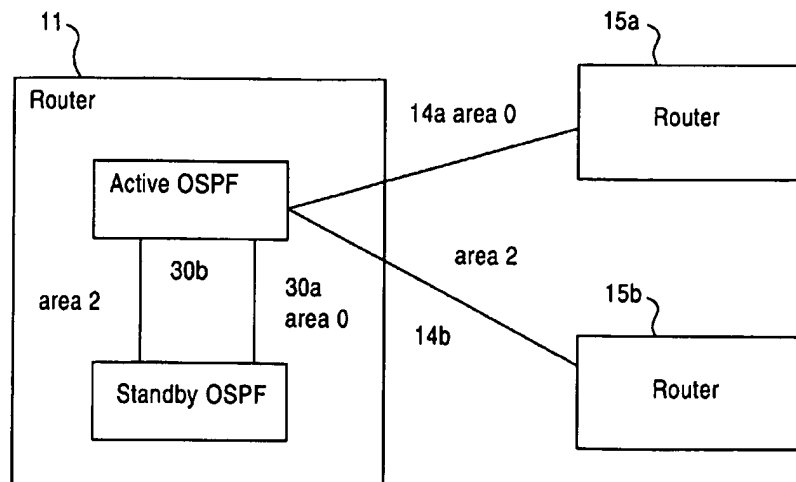 11
15a
Router
14a area 0
Router
Active OSPF
30b
30a
area 2
area 0
area 2
14b
15b
Standby OSPF
Router